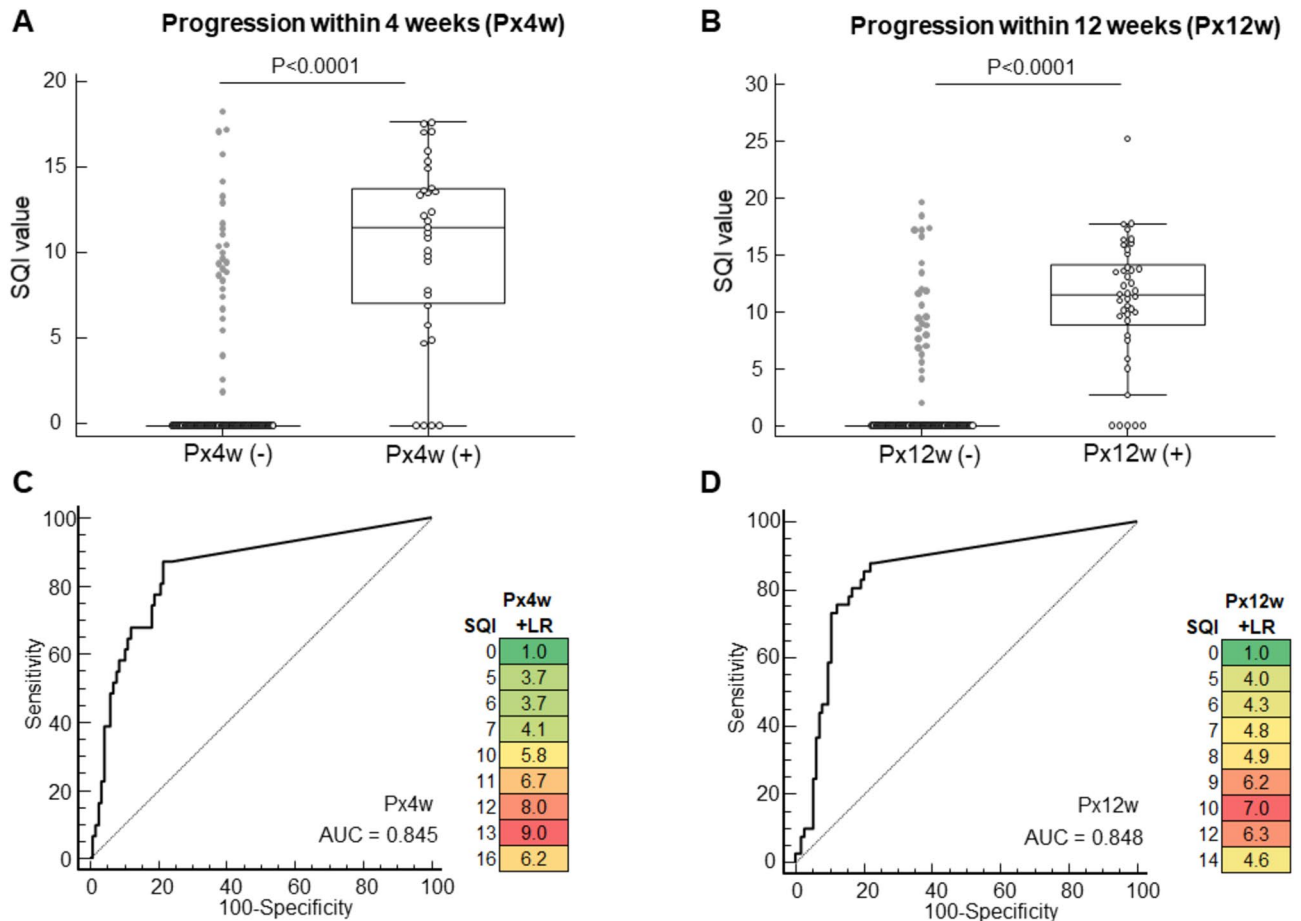 A
Progression within 4 weeks (Px4w)
P<0.0001
20
15
10
5
0
SQI value
Px4w (-)
Px4w (+)
B
Progression within 12 weeks (Px12w)
P<0.0001
30
25
20
15
10
5
0
SQI value
Px12w (-)
Px12w (+)
C
100
80
60
40
20
0
Sensitivity
0 20 40 60 80 100
100-Specificity
Px4w
AUC = 0.845
Px4w
SQI +LR
0 1.0
5 3.7
6 3.7
7 4.1
10 5.8
11 6.7
12 8.0
13 9.0
16 6.2
D
100
80
60
40
20
0
Sensitivity
0 20 40 60 80 100
100-Specificity
Px12w
AUC = 0.848
Px12w
SQI +LR
0 1.0
5 4.0
6 4.3
7 4.8
8 4.9
9 6.2
10 7.0
12 6.3
14 4.6